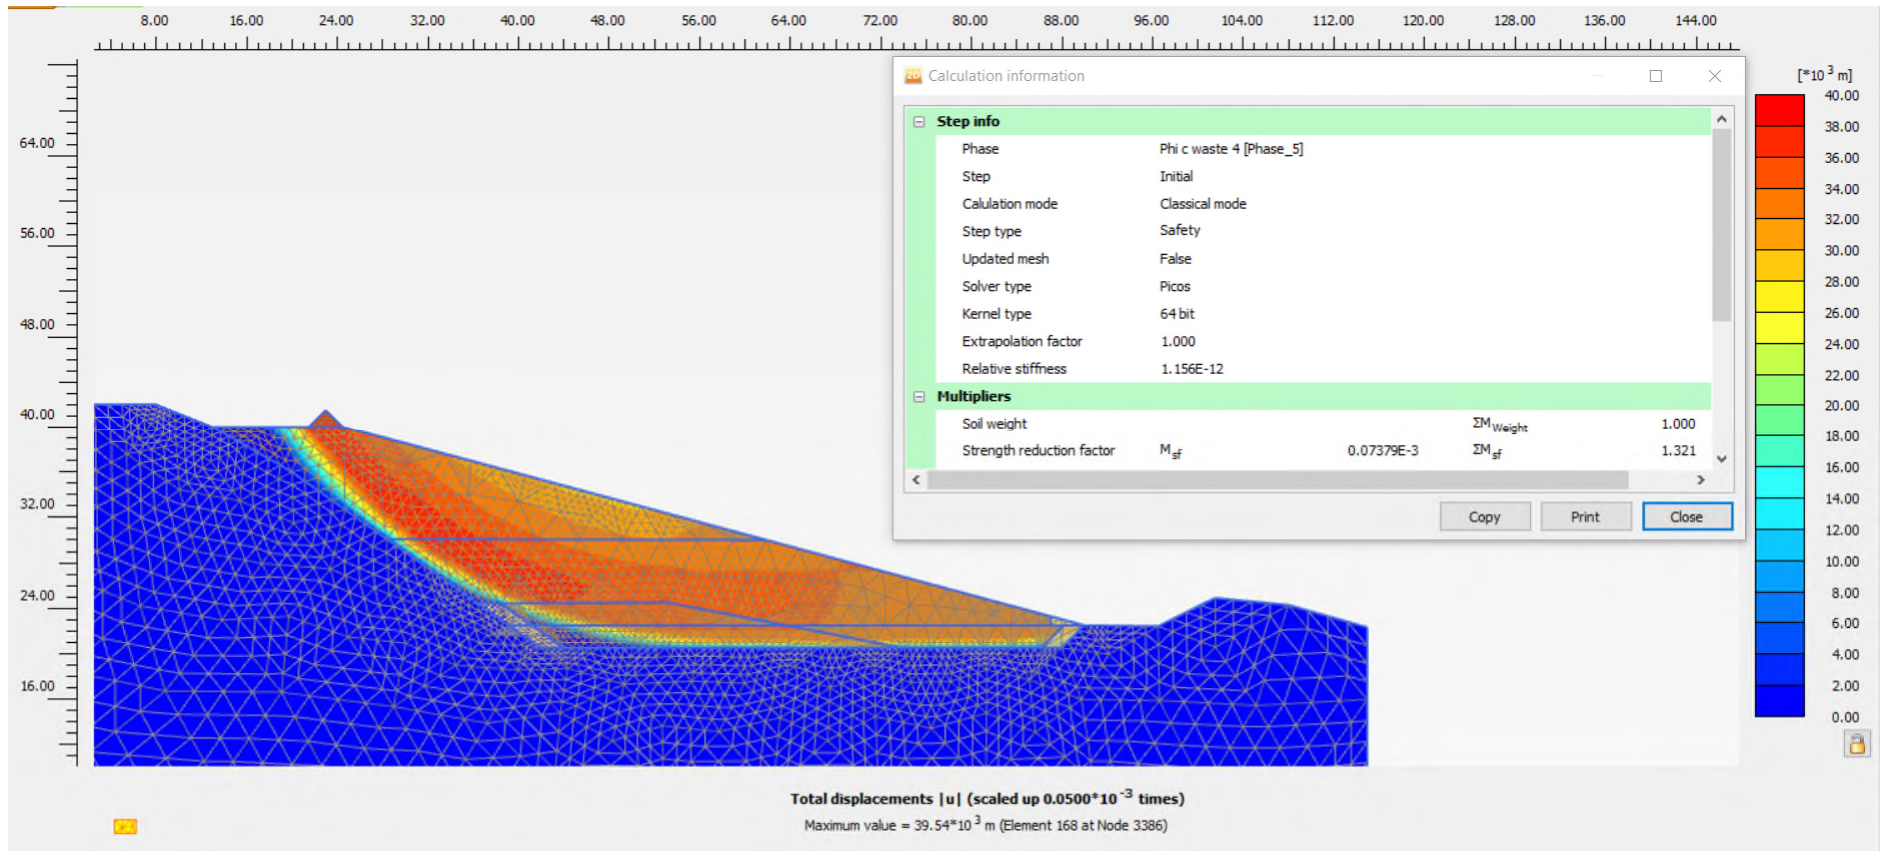 8.00 16.00 24.00 32.00 40.00 48.00 56.00 64.00 72.00 80.00 88.00 96.00 104.00 112.00 120.00 128.00 136.00 144.00
64.00
56.00
48.00
40.00
32.00
24.00
16.00
2D Calculation information
Step info
Phase Phi c waste 4 [Phase_5]
Step Initial
Calulation mode Classical mode
Step type Safety
Updated mesh False
Solver type Picos
Kernel type 64 bit
Extrapolation factor 1.000
Relative stiffness 1.156E-12
Multipliers
Soil weight ΣM Weight 1.000
Strength reduction factor M sf 0.07379E-3 ΣM sf 1.321
Copy Print Close
[*10 3 m]
40.00
38.00
36.00
34.00
32.00
30.00
28.00
26.00
24.00
22.00
20.00
18.00
16.00
14.00
12.00
10.00
8.00
6.00
4.00
2.00
0.00
Total displacements |u| (scaled up 0.0500*10 -3 times)
Maximum value = 39.54*10 3 m (Element 168 at Node 3386)